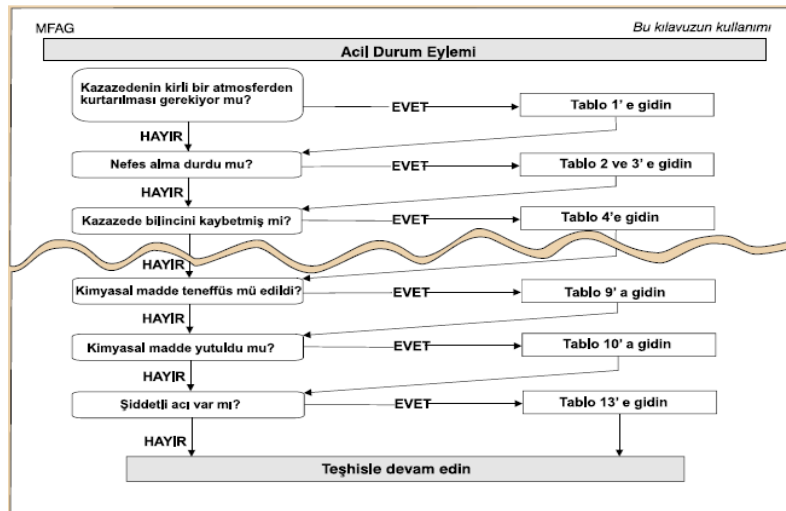 MFAG
Bu kılavuzun kullanımı
Acil Durum Eylemi
Kazazedenin kirli bir atmosferden
kurtarılması gerekiyor mu?
EVET
Tablo 1' e gidin
HAYIR
Nefes alma durdu mu?
EVET
Tablo 2 ve 3' e gidin
HAYIR
Kazazede bilincini kaybetmiş mi?
EVET
Tablo 4'e gidin
HAYİR
Kimyasal madde teneffüs mü edildi?
EVET
Tablo 9' a gidin
HAYIR
Kimyasal madde yutuldu mu?
EVET
Tablo 10' a gidin
HAYIR
Şiddetli acı var mı?
EVET
Tablo 13' e gidin
HAYIR
Teşhisle devam edin